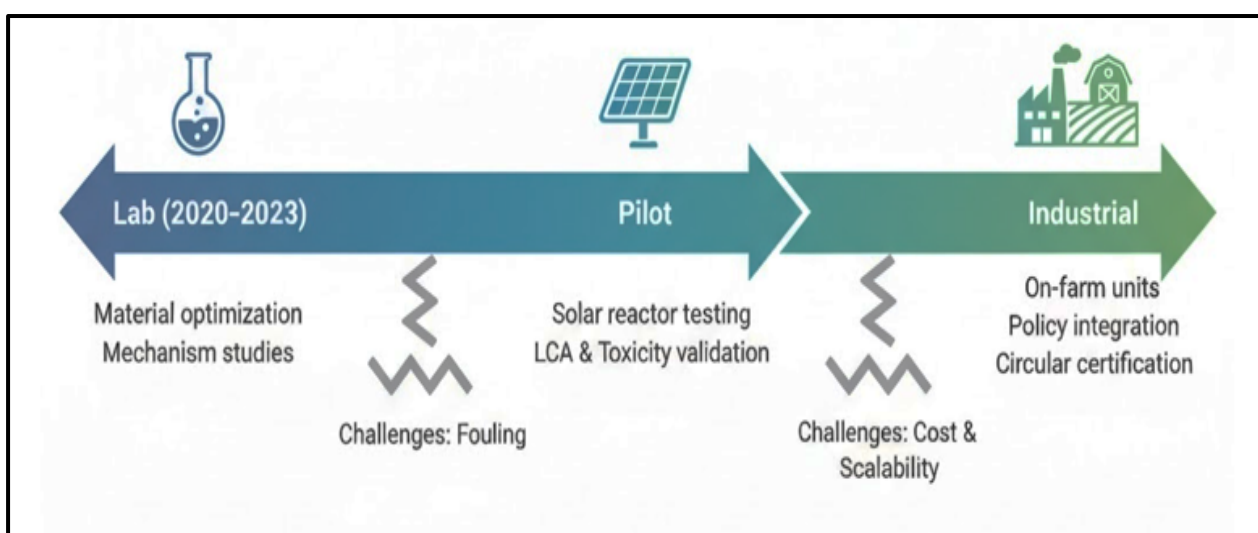 Lab (2020–2023)
Pilot
Industrial
Material optimization
Mechanism studies
Challenges: Fouling
Solar reactor testing
LCA & Toxicity validation
Challenges: Cost &
Scalability
On-farm units
Policy integration
Circular certification